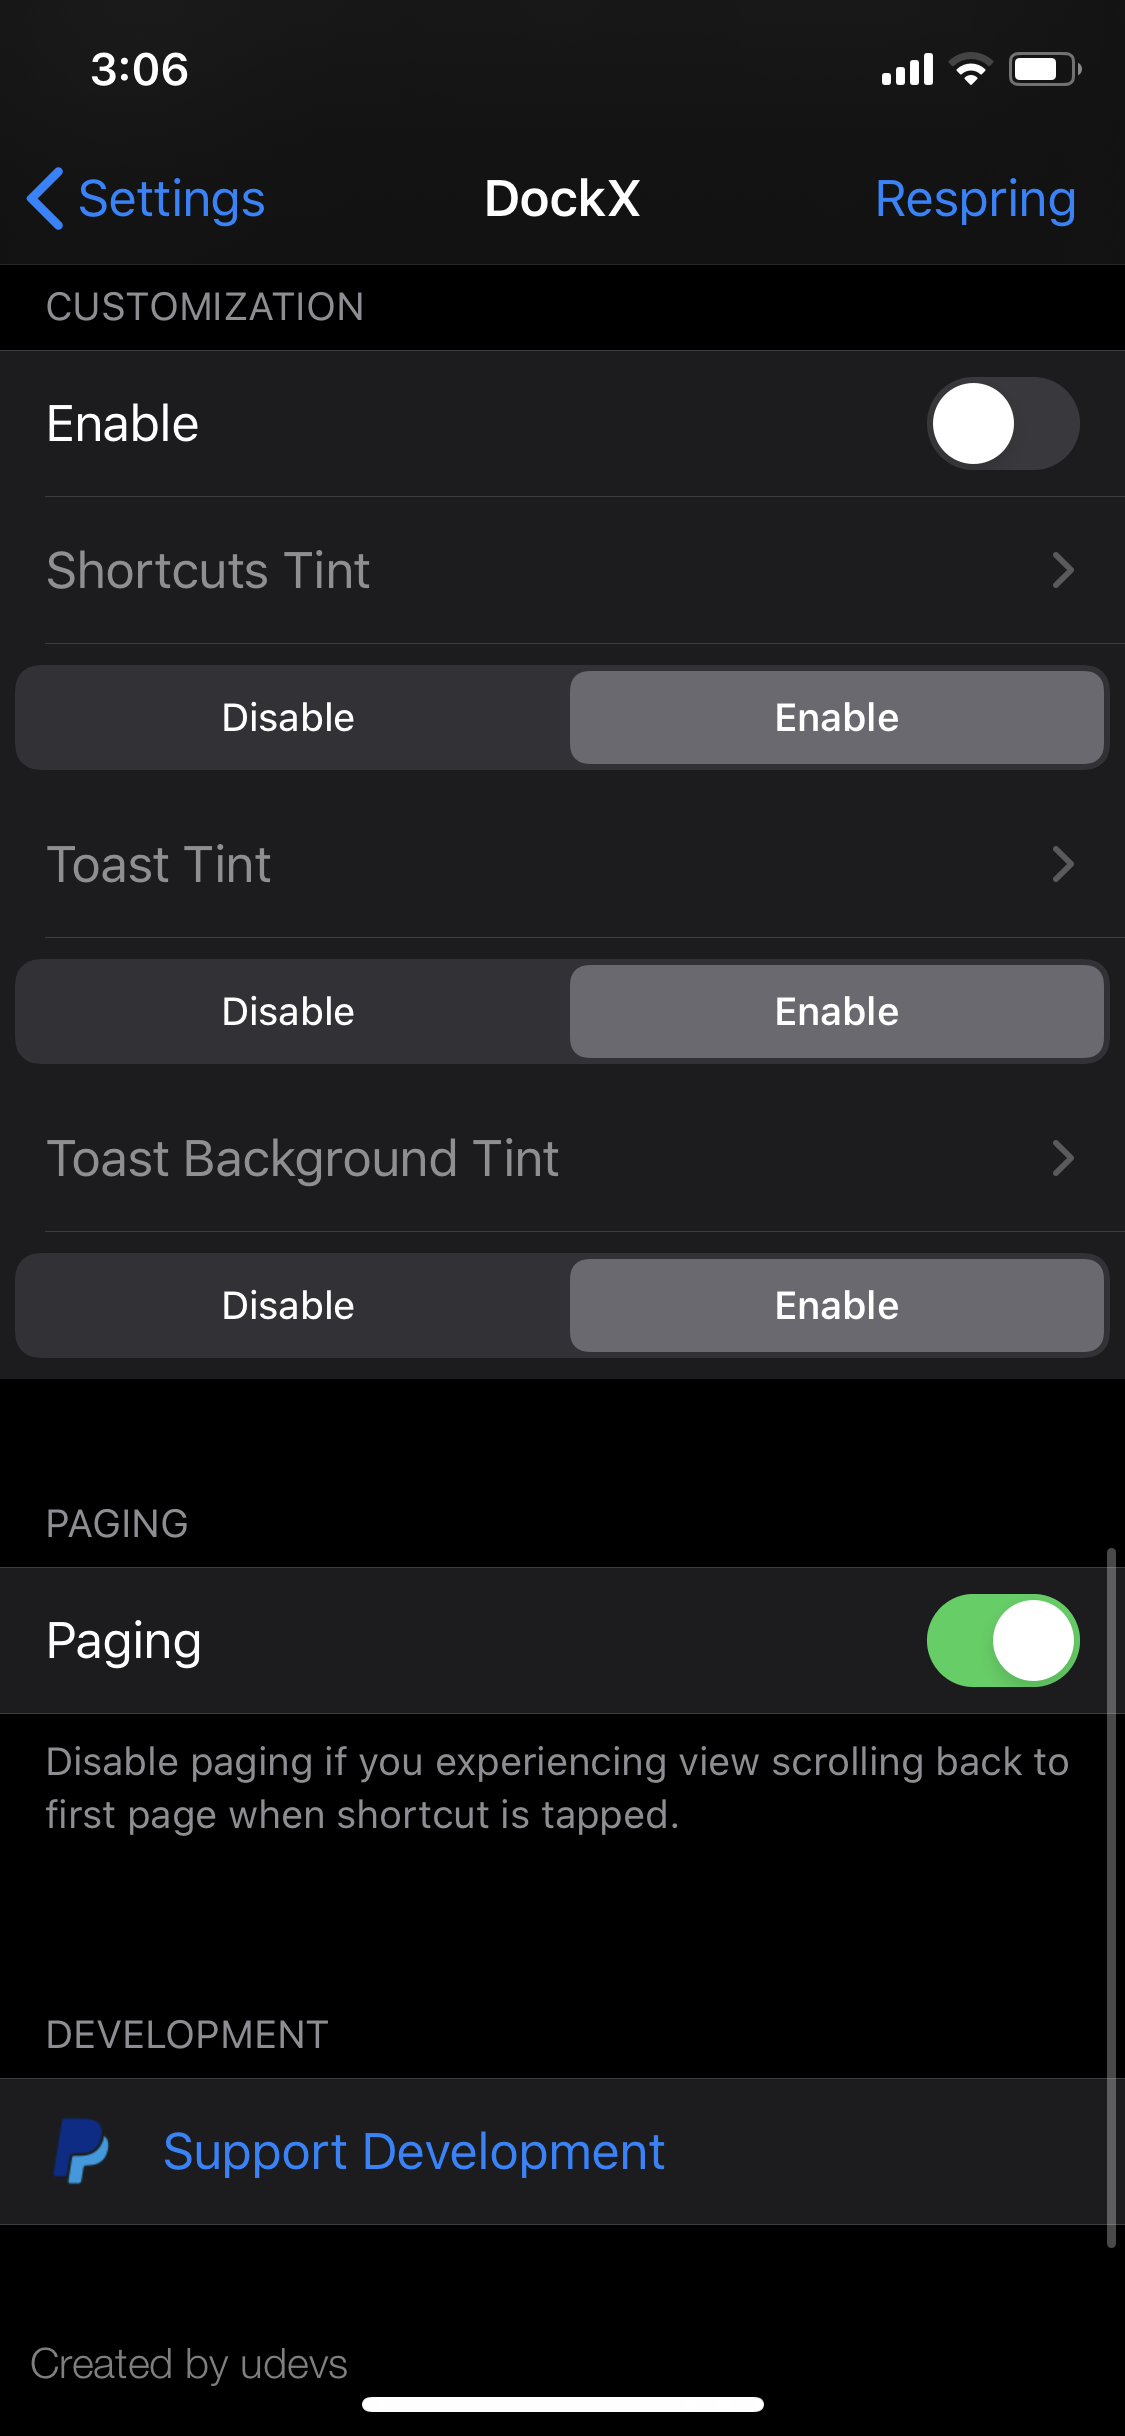 3:06
Settings
DockX
Respring
CUSTOMIZATION
Enable
Shortcuts Tint
Disable
Enable
Toast Tint
Disable
Enable
Toast Background Tint
Disable
Enable
PAGING
Paging
Disable paging if you experiencing view scrolling back to
first page when shortcut is tapped.
DEVELOPMENT
Support Development
Created by udevs